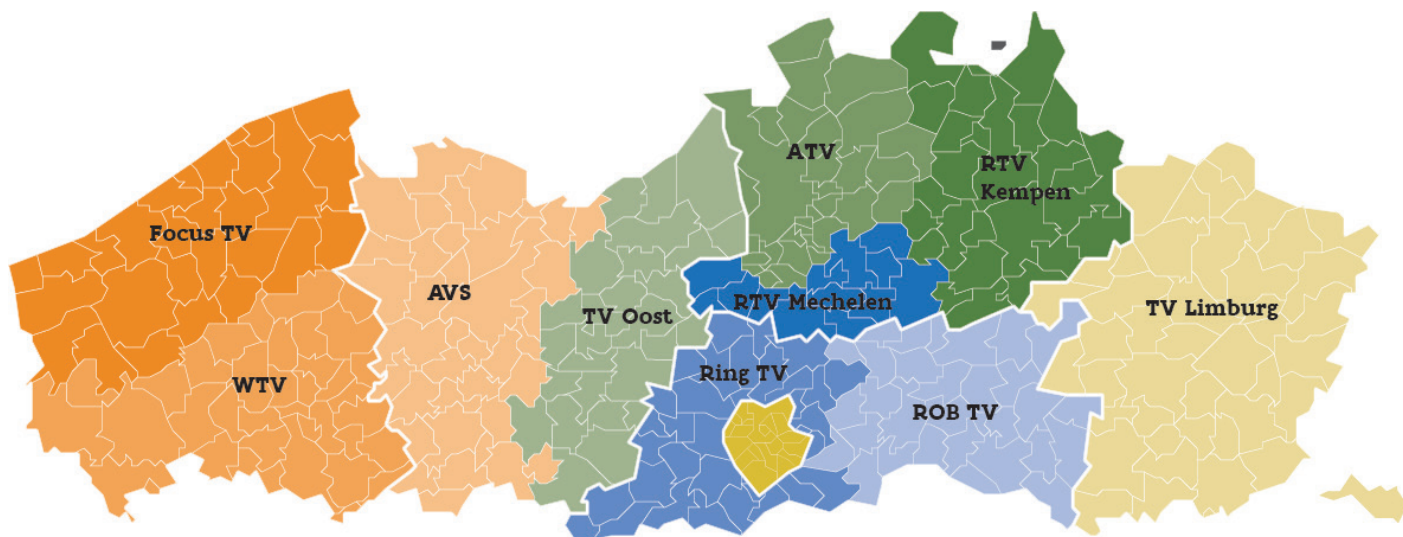 ATV
RTV
Kempen
Focus TV
AVS
RTV Mechelen
TV Oost
TV Limburg
Ring TV
WTV
ROB TV